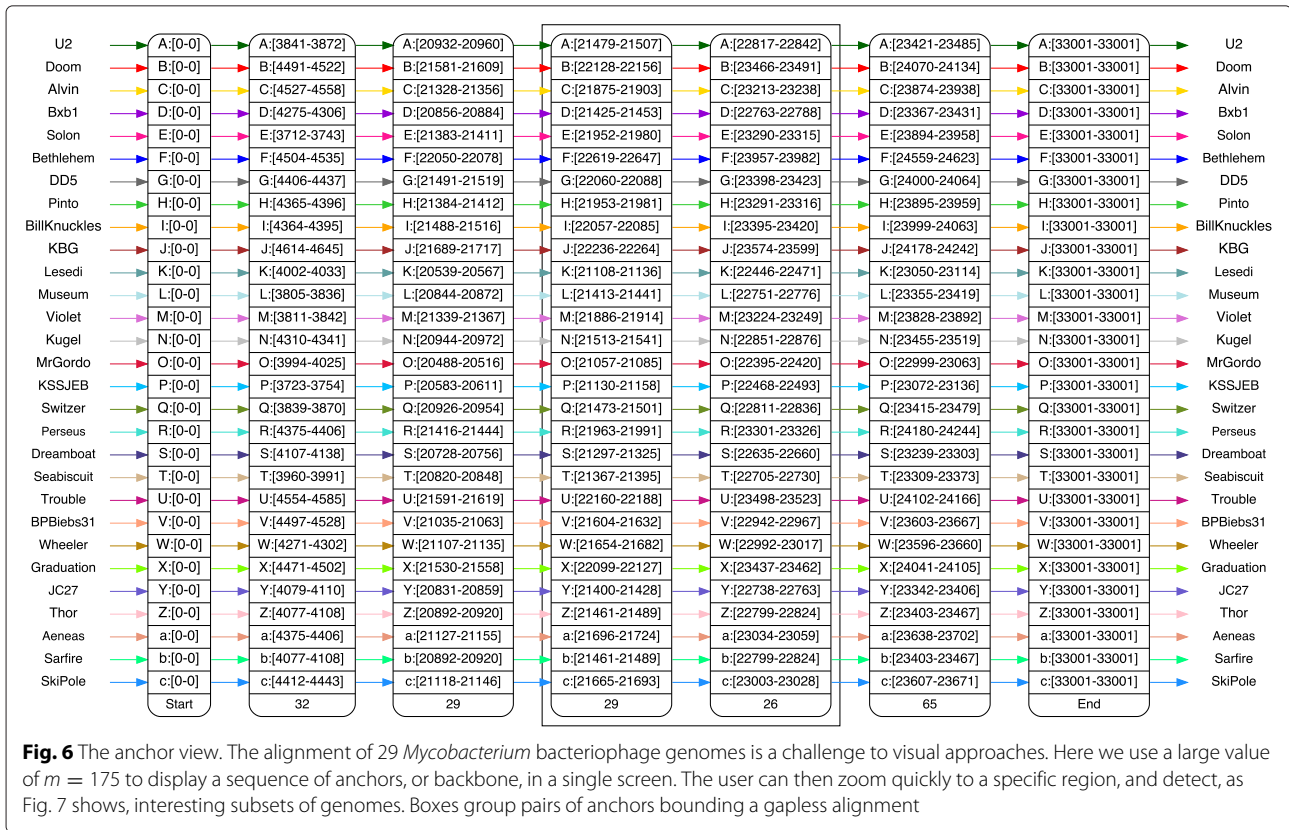 U2 A:[0-0] A:[3841-3872] A:[20932-20960] A:[21479-21507] A:[22817-22842] A:[23421-23485] A:[33001-33001] U2
Doom B:[0-0] B:[4491-4522] B:[21581-21609] B:[22128-22156] B:[23466-23491] B:[24070-24134] B:[33001-33001] Doom
Alvin C:[0-0] C:[4527-4558] C:[21328-21356] C:[21875-21903] C:[23213-23238] C:[23874-23938] C:[33001-33001] Alvin
Bxb1 D:[0-0] D:[4275-4306] D:[20856-20884] D:[21425-21453] D:[22763-22788] D:[23367-23431] D:[33001-33001] Bxb1
Solon E:[0-0] E:[3712-3743] E:[21383-21411] E:[21952-21980] E:[23290-23315] E:[23894-23958] E:[33001-33001] Solon
Bethlehem F:[0-0] F:[4504-4535] F:[22050-22078] F:[22619-22647] F:[23957-23982] F:[24559-24623] F:[33001-33001] Bethlehem
DD5 G:[0-0] G:[4406-4437] G:[21491-21519] G:[22060-22088] G:[23398-23423] G:[24000-24064] G:[33001-33001] DD5
Pinto H:[0-0] H:[4365-4396] H:[21384-21412] H:[21953-21981] H:[23291-23316] H:[23895-23959] H:[33001-33001] Pinto
BillKnuckles I:[0-0] I:[4364-4395] I:[21488-21516] I:[22057-22085] I:[23395-23420] I:[23999-24063] I:[33001-33001] BillKnuckles
KBG J:[0-0] J:[4614-4645] J:[21689-21717] J:[22236-22264] J:[23574-23599] J:[24178-24242] J:[33001-33001] KBG
Lesedi K:[0-0] K:[4002-4033] K:[20539-20567] K:[21108-21136] K:[22446-22471] K:[23050-23114] K:[33001-33001] Lesedi
Museum L:[0-0] L:[3805-3836] L:[20844-20872] L:[21413-21441] L:[22751-22776] L:[23355-23419] L:[33001-33001] Museum
Violet M:[0-0] M:[3811-3842] M:[21339-21367] M:[21886-21914] M:[23224-23249] M:[23828-23892] M:[33001-33001] Violet
Kugel N:[0-0] N:[4310-4341] N:[20944-20972] N:[21513-21541] N:[22851-22876] N:[23455-23519] N:[33001-33001] Kugel
MrGordo O:[0-0] O:[3994-4025] O:[20488-20516] O:[21057-21085] O:[22395-22420] O:[22999-23063] O:[33001-33001] MrGordo
KSSJEB P:[0-0] P:[3723-3754] P:[20583-20611] P:[21130-21158] P:[22468-22493] P:[23072-23136] P:[33001-33001] KSSJEB
Switzer Q:[0-0] Q:[3839-3870] Q:[20926-20954] Q:[21473-21501] Q:[22811-22836] Q:[23415-23479] Q:[33001-33001] Switzer
Perseus R:[0-0] R:[4375-4406] R:[21416-21444] R:[21963-21991] R:[23301-23326] R:[24180-24244] R:[33001-33001] Perseus
Dreamboat S:[0-0] S:[4107-4138] S:[20728-20756] S:[21297-21325] S:[22635-22660] S:[23239-23303] S:[33001-33001] Dreamboat
Seabiscuit T:[0-0] T:[3960-3991] T:[20820-20848] T:[21367-21395] T:[22705-22730] T:[23309-23373] T:[33001-33001] Seabiscuit
Trouble U:[0-0] U:[4554-4585] U:[21591-21619] U:[22160-22188] U:[23498-23523] U:[24102-24166] U:[33001-33001] Trouble
BPBiebs31 V:[0-0] V:[4497-4528] V:[21035-21063] V:[21604-21632] V:[22942-22967] V:[23603-23667] V:[33001-33001] BPBiebs31
Wheeler W:[0-0] W:[4271-4302] W:[21107-21135] W:[21654-21682] W:[22992-23017] W:[23596-23660] W:[33001-33001] Wheeler
Graduation X:[0-0] X:[4471-4502] X:[21530-21558] X:[22099-22127] X:[23437-23462] X:[24041-24105] X:[33001-33001] Graduation
JC27 Y:[0-0] Y:[4079-4110] Y:[20831-20859] Y:[21400-21428] Y:[22738-22763] Y:[23342-23406] Y:[33001-33001] JC27
Thor Z:[0-0] Z:[4077-4108] Z:[20892-20920] Z:[21461-21489] Z:[22799-22824] Z:[23403-23467] Z:[33001-33001] Thor
Aeneas a:[0-0] a:[4375-4406] a:[21127-21155] a:[21696-21724] a:[23034-23059] a:[23638-23702] a:[33001-33001] Aeneas
Sarfire b:[0-0] b:[4077-4108] b:[20892-20920] b:[21461-21489] b:[22799-22824] b:[23403-23467] b:[33001-33001] Sarfire
SkiPole c:[0-0] c:[4412-4443] c:[21118-21146] c:[21665-21693] c:[23003-23028] c:[23607-23671] c:[33001-33001] SkiPole
Start 32 29 29 26 65 End
Fig. 6 The anchor view. The alignment of 29 Mycobacterium bacteriophage genomes is a challenge to visual approaches. Here we use a large value
of m = 175 to display a sequence of anchors, or backbone, in a single screen. The user can then zoom quickly to a specific region, and detect, as
Fig. 7 shows, interesting subsets of genomes. Boxes group pairs of anchors bounding a gapless alignment